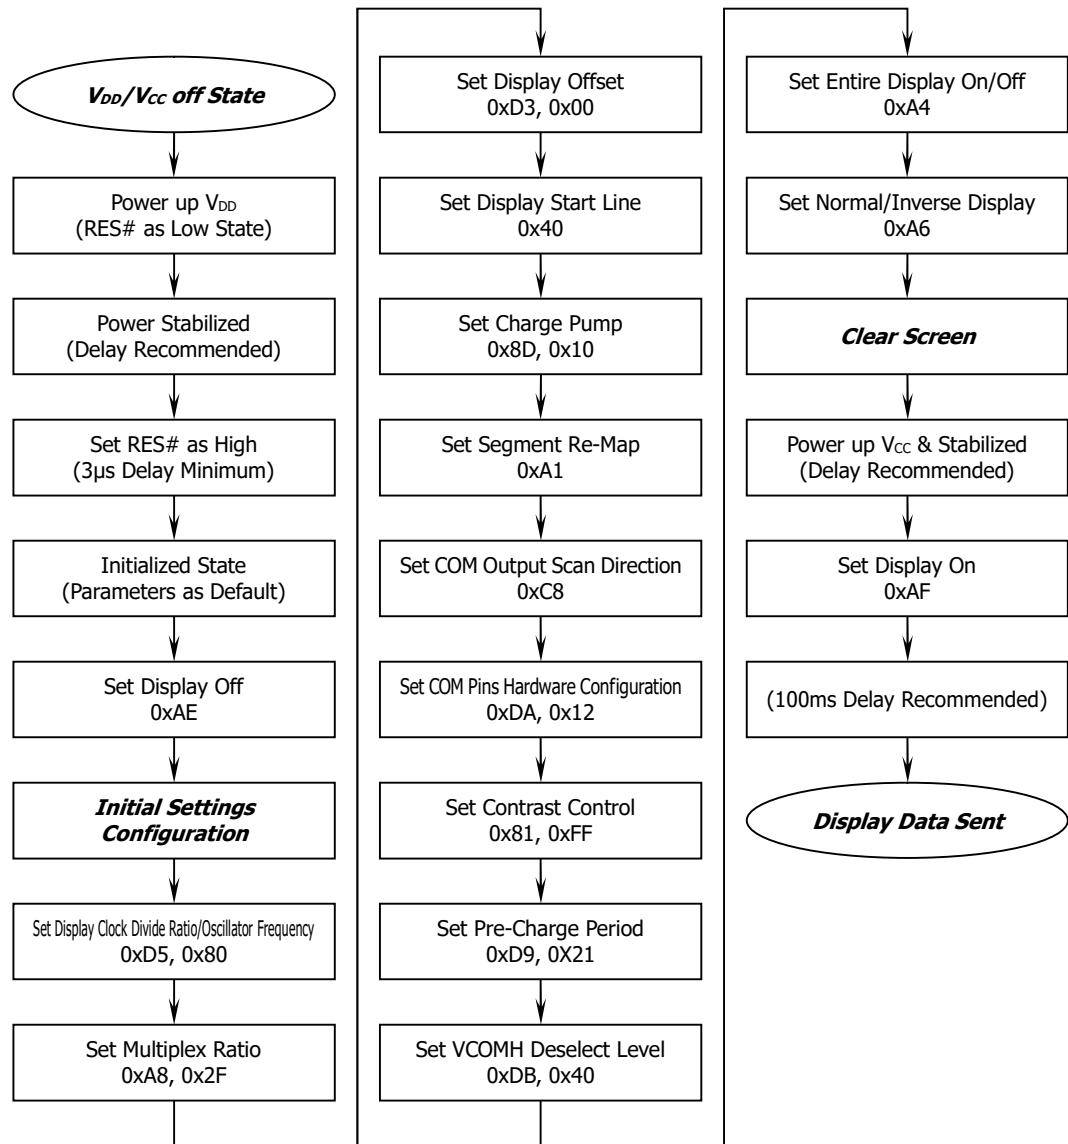 VDD/VCC off State
Power up VDD
(RES# as Low State)
Power Stabilized
(Delay Recommended)
Set RES# as High
(3μs Delay Minimum)
Initialized State
(Parameters as Default)
Set Display Off
0xAE
Initial Settings
Configuration
Set Display Clock Divide Ratio/Oscillator Frequency
0xD5, 0x80
Set Multiplex Ratio
0xA8, 0x2F
Set Display Offset
0xD3, 0x00
Set Display Start Line
0x40
Set Charge Pump
0x8D, 0x10
Set Segment Re-Map
0xA1
Set COM Output Scan Direction
0xC8
Set COM Pins Hardware Configuration
0xDA, 0x12
Set Contrast Control
0x81, 0xFF
Set Pre-Charge Period
0xD9, 0X21
Set VCOMH Deselect Level
0xDB, 0x40
Set Entire Display On/Off
0xA4
Set Normal/Inverse Display
0xA6
Clear Screen
Power up VCC & Stabilized
(Delay Recommended)
Set Display On
0xAF
(100ms Delay Recommended)
Display Data Sent